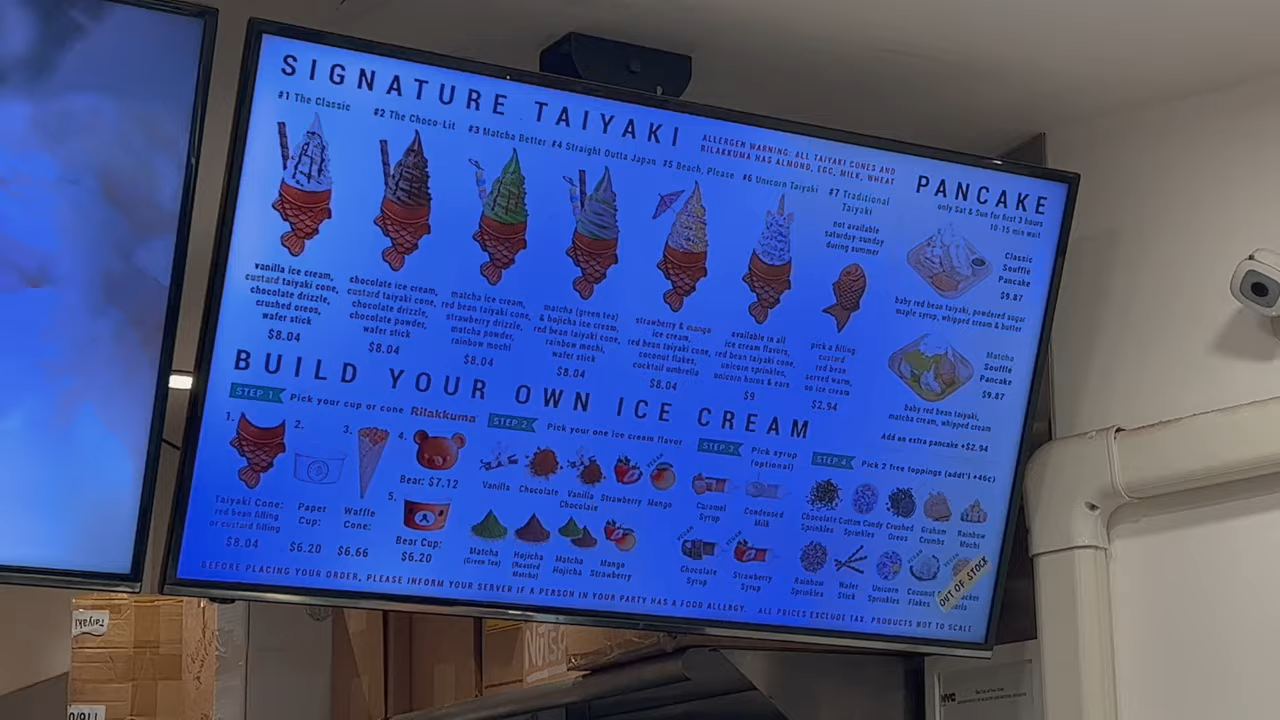 SIGNATURE TAIYAKI
ALLERGEN WARNING: ALL TAIYAKI CONES AND
RILAKKUMA HAS ALMOND, EGG, MILK, WHEAT
#1 The Classic
vanilla ice cream,
custard taiyaki cone,
chocolate drizzle,
crushed oreos,
wafer stick
$8.04
#2 The Choco-Lit
chocolate ice cream,
custard taiyaki cone,
chocolate drizzle,
chocolate powder,
wafer stick
$8.04
#3 Matcha Better
matcha ice cream,
red bean taiyaki cone,
strawberry drizzle,
matcha powder,
rainbow mochi
$8.04
#4 Straight Outta Japan
matcha (green tea)
& hojicha ice cream,
red bean taiyaki cone,
rainbow mochi,
wafer stick
$8.04
#5 Beach, Please
strawberry & mango
ice cream,
red bean taiyaki cone,
coconut flakes,
cocktail umbrella
$8.04
#6 Unicorn Taiyaki
available in all
ice cream flavors,
red bean taiyaki cone,
unicorn sprinkles,
unicorn horns & ears
$9
#7 Traditional
Taiyaki
not available
saturday-sunday
during summer
pick a filling:
custard
red bean
served warm,
no ice cream
$2.94
PANCAKE
only Sat & Sun for first 3 hours
10-15 min wait
Classic
Soufflé
Pancake
$9.87
baby red bean taiyaki, powdered sugar
maple syrup, whipped cream & butter
Matcha
Soufflé
Pancake
$9.87
baby red bean taiyaki,
matcha cream, whipped cream
Add an extra pancake +$2.94
BUILD YOUR OWN ICE CREAM
STEP 1 Pick your cup or cone Rilakkuma
1.
Taiyaki Cone:
red bean filling
or custard filling
$8.04
2.
Paper
Cup:
$6.20
3.
Waffle
Cone:
$6.66
4.
Bear: $7.12
5.
Bear Cup:
$6.20
STEP 2 Pick your one ice cream flavor
Vanilla
Chocolate
Vanilla
Chocolate
Strawberry
VEGAN
Mango
Matcha
(Green Tea)
Hojicha
(Roasted
Matcha)
Matcha
Hojicha
Mango
Strawberry
STEP 3 Pick syrup
(optional)
Caramel
Syrup
Condensed
Milk
VEGAN
Chocolate
Syrup
VEGAN
Strawberry
Syrup
STEP 4 Pick 2 free toppings (addt'l +46c)
Chocolate
Sprinkles
Cotton Candy
Sprinkles
Crushed
Oreos
Graham
Crumbs
Rainbow
Mochi
Rainbow
Sprinkles
Wafer
Stick
Unicorn
Sprinkles
VEGAN
Coconut
Flakes
OUT OF STOCK
BEFORE PLACING YOUR ORDER, PLEASE INFORM YOUR SERVER IF A PERSON IN YOUR PARTY HAS A FOOD ALLERGY. ALL PRICES EXCLUDE TAX. PRODUCTS NOT TO SCALE
Taiyaki
Nuts
NYC